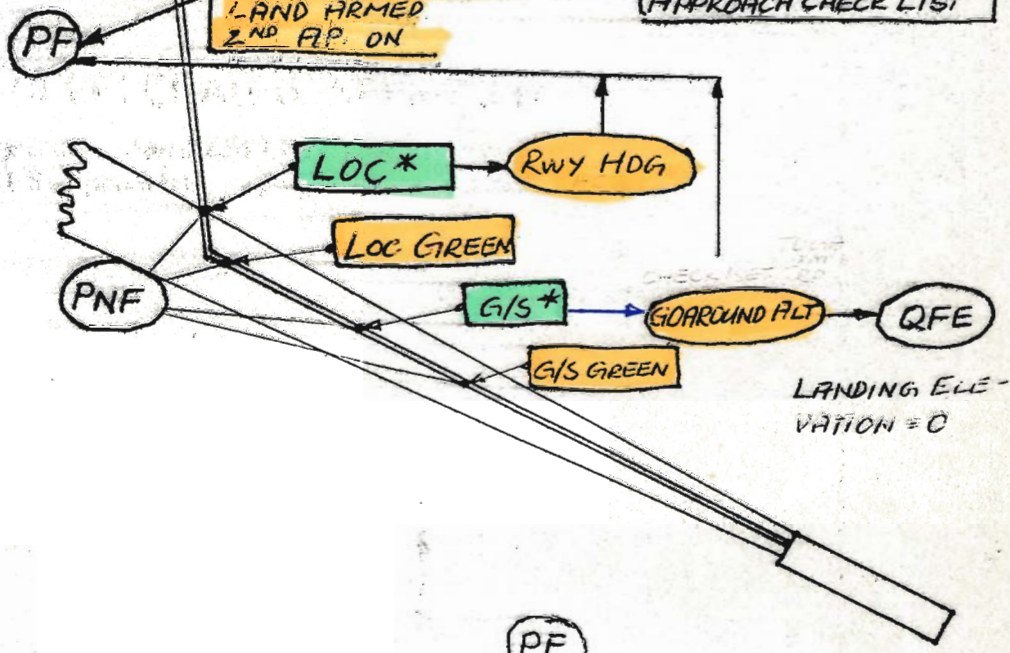 LAND ARMED
2ND A.P. ON
APPROACH CHECK LIST
PF
LOC*
RWY HDG
LOC GREEN
PNF
G/S*
GOAROUND ALT
QFE
G/S GREEN
LANDING ELE-
VATION = 0
PF